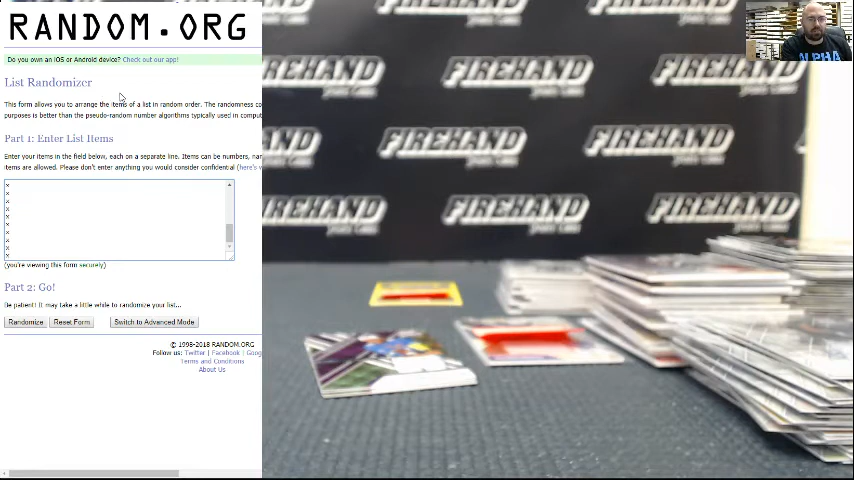 RANDOM.ORG
Do you own an iOS or Android device? Check out our app!
List Randomizer
This form allows you to arrange the items of a list in random order. The randomness co
purposes is better than the pseudo-random number algorithms typically used in comput
Part 1: Enter List Items
Enter your items in the field below, each on a separate line. Items can be numbers, nar
items are allowed. Please don't enter anything you would consider confidential (here's w
x
x
x
x
x
x
x
x
x
x
(you're viewing this form securely)
Part 2: Go!
Be patient! It may take a little while to randomize your list...
Randomize Reset Form Switch to Advanced Mode
© 1998-2018 RANDOM.ORG
Follow us: Twitter | Facebook | Goog
Terms and Conditions
About Us
FIREHAND
FIREHAND
FIREHAND
FIREHAND
FIREHAND
FIREHAND
FIREHAND
FIREHAND
FIREHAND
ALPHA